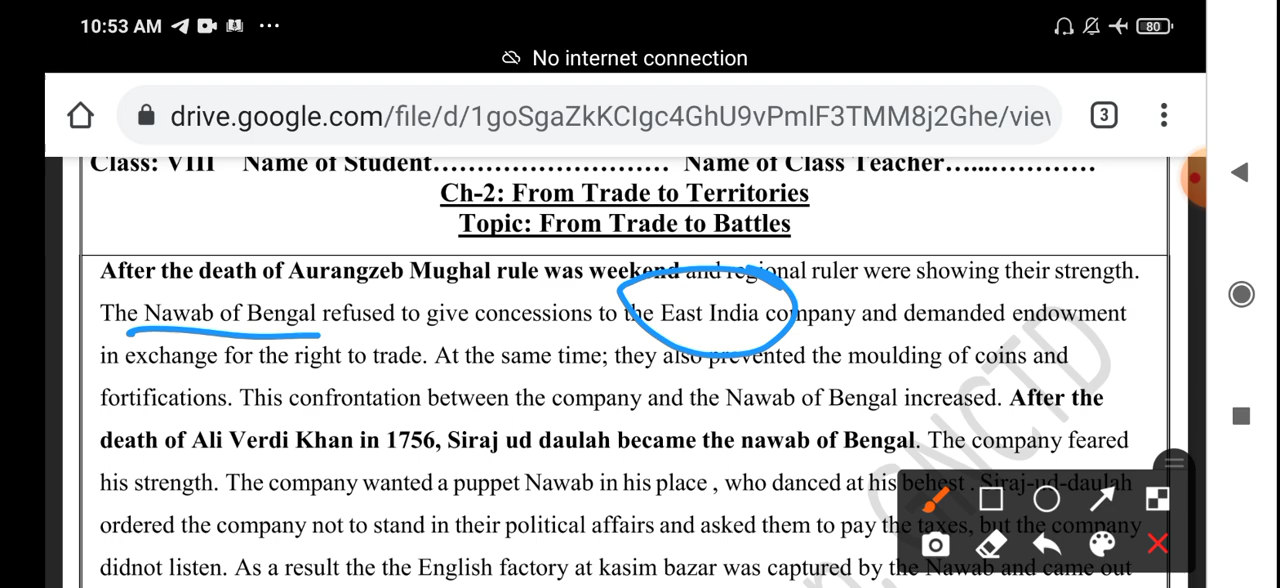 10:53 AM
80
No internet connection
drive.google.com/file/d/1goSgaZkKCIgc4GhU9vPmlF3TMM8j2Ghe/view
3
Class: VIII Name of Student…………………… Name of Class Teacher…...…………
Ch-2: From Trade to Territories
Topic: From Trade to Battles
After the death of Aurangzeb Mughal rule was weekend and regional ruler were showing their strength.
The Nawab of Bengal refused to give concessions to the East India company and demanded endowment
in exchange for the right to trade. At the same time; they also prevented the moulding of coins and
fortifications. This confrontation between the company and the Nawab of Bengal increased. After the
death of Ali Verdi Khan in 1756, Siraj ud daulah became the nawab of Bengal. The company feared
his strength. The company wanted a puppet Nawab in his place , who danced at his behest . Siraj-ud-daulah
ordered the company not to stand in their political affairs and asked them to pay the taxes, but the company
didnot listen. As a result the the English factory at kasim bazar was captured by the Nawab and came out